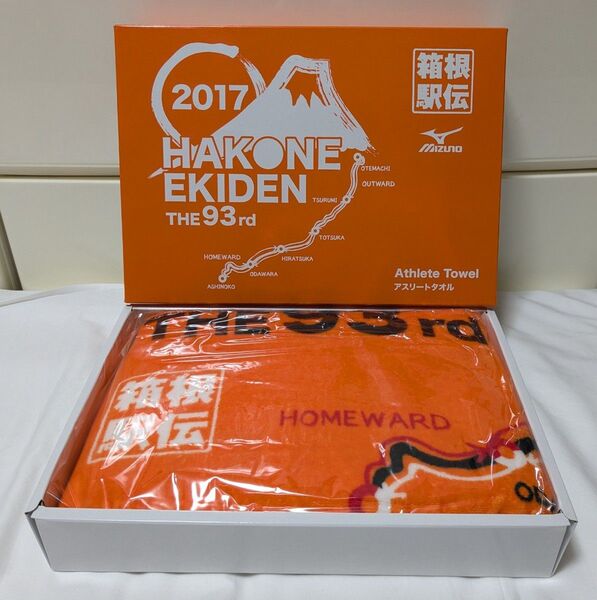 2017
HAKONE
EKIDEN
THE 93rd
箱根
駅伝
MIZUNO
OTEMACHI
OUTWARD
TSURUMI
TOTSUKA
HIRATSUKA
HOMEWARD
ODAWARA
ASHINOKO
Athlete Towel
アスリートタオル
THE 93rd
箱根
駅伝
HOMEWARD